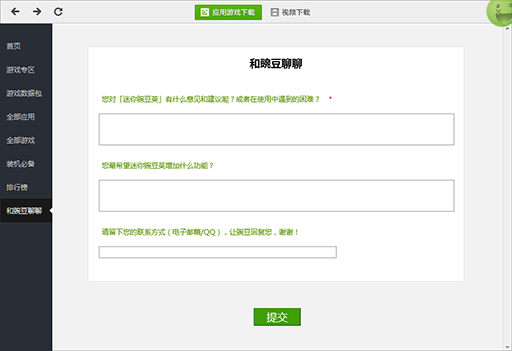 应用游戏下载
视频下载
首页
游戏专区
游戏数据包
全部应用
全部游戏
装机必备
排行榜
和豌豆聊聊
和豌豆聊聊
您对「迷你豌豆荚」有什么意见和建议呢？或者在使用中遇到的困难？ *
您最希望迷你豌豆荚增加什么功能？
请留下您的联系方式（电子邮箱/QQ），让豌豆回复您，谢谢！
提交